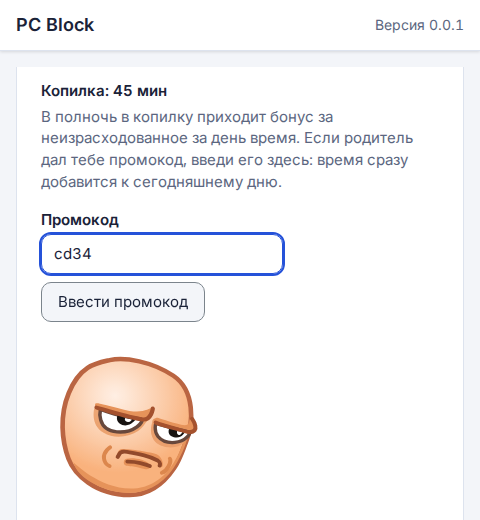 PC Block
Версия 0.0.1
Копилка: 45 мин
В полночь в копилку приходит бонус за
неизрасходованное за день время. Если родитель
дал тебе промокод, введи его здесь: время сразу
добавится к сегодняшнему дню.
Промокод
cd34
Ввести промокод